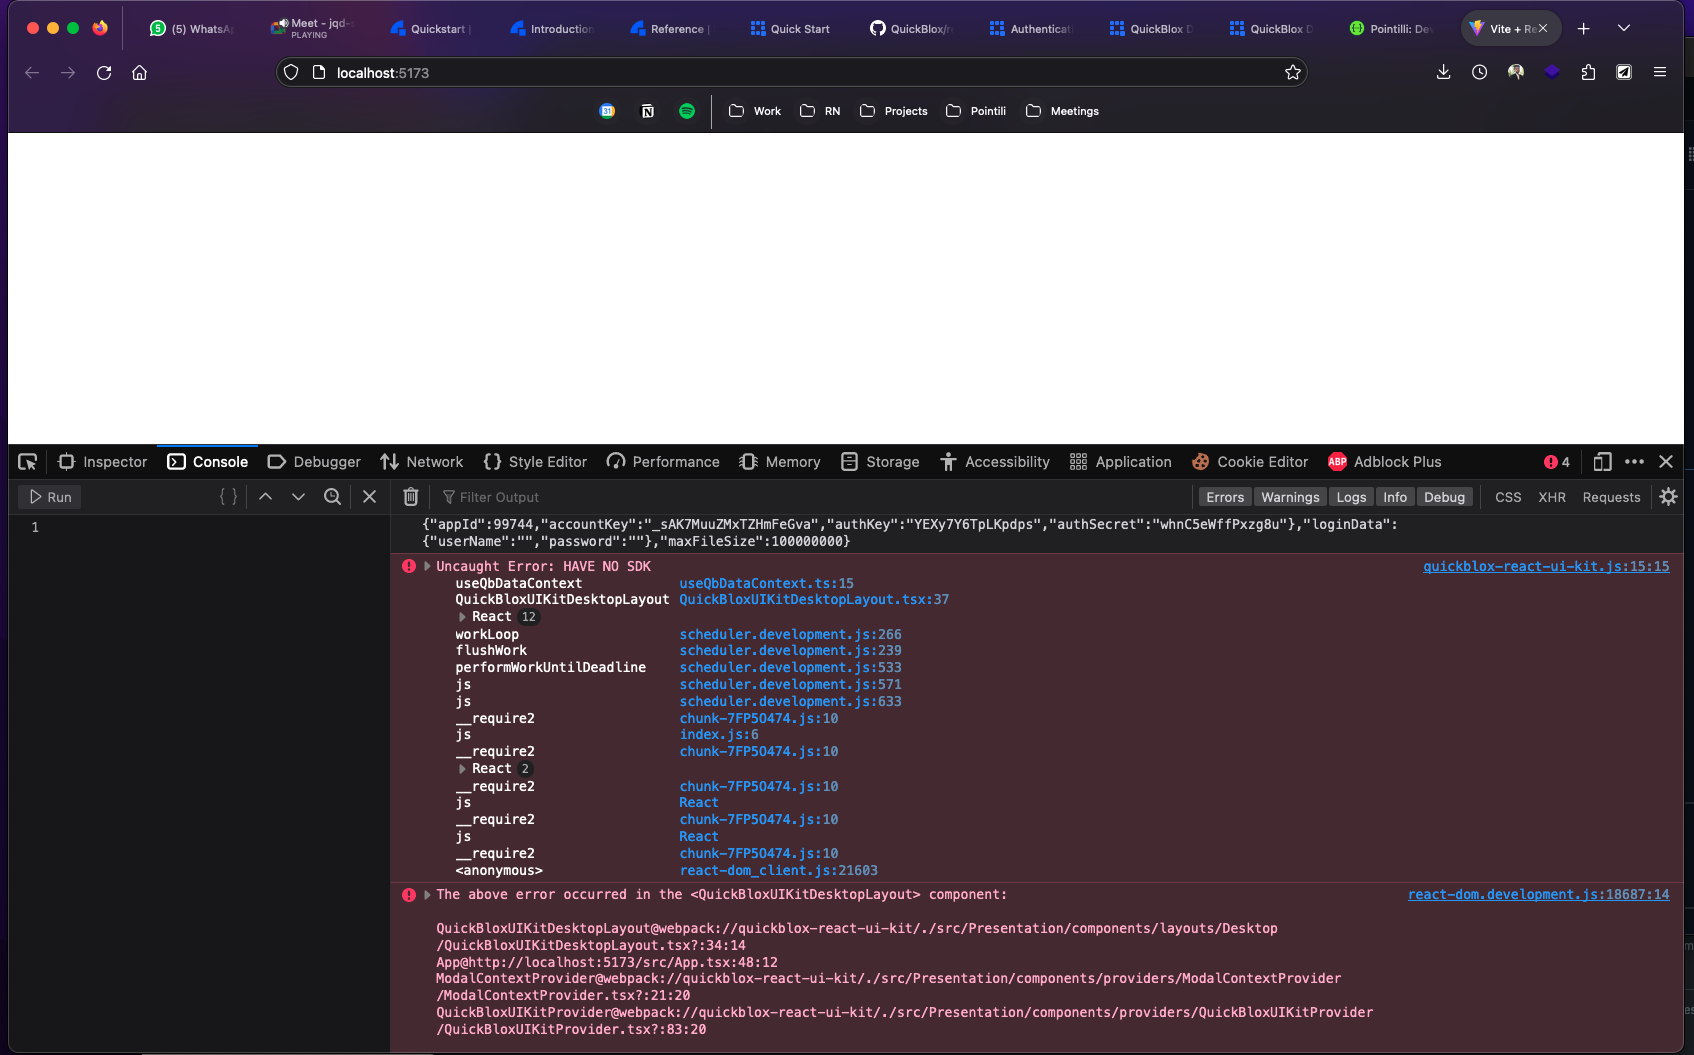 5 (5) WhatsA
Meet - jqd-s
PLAYING
Quickstart |
Introduction
Reference |
Quick Start
QuickBlox/r
Authenticat
QuickBlox D
QuickBlox D
Pointilli: Dev
Vite + Re
localhost:5173
31
Work
RN
Projects
Pointili
Meetings
Inspector
Console
Debugger
Network
Style Editor
Performance
Memory
Storage
Accessibility
Application
Cookie Editor
ABP Adblock Plus
4
Run
Filter Output
Errors
Warnings
Logs
Info
Debug
CSS
XHR
Requests
1
{"appId":99744,"accountKey":"_sAK7MuuZMxTZHmFeGva","authKey":"YEXy7Y6TpLKpdps","authSecret":"whnC5eWffPxzg8u"},"loginData":
{"userName":"","password":""},"maxFileSize":100000000}
Uncaught Error: HAVE NO SDK quickblox-react-ui-kit.js:15:15
useQbDataContext useQbDataContext.ts:15
QuickBloxUIKitDesktopLayout QuickBloxUIKitDesktopLayout.tsx:37
React 12
workLoop scheduler.development.js:266
flushWork scheduler.development.js:239
performWorkUntilDeadline scheduler.development.js:533
js scheduler.development.js:571
js scheduler.development.js:633
__require2 chunk-7FP5O474.js:10
js index.js:6
__require2 chunk-7FP5O474.js:10
React 2
__require2 chunk-7FP5O474.js:10
js React
__require2 chunk-7FP5O474.js:10
js React
__require2 chunk-7FP5O474.js:10
<anonymous> react-dom_client.js:21603
The above error occurred in the <QuickBloxUIKitDesktopLayout> component: react-dom.development.js:18687:14
QuickBloxUIKitDesktopLayout@webpack://quickblox-react-ui-kit/./src/Presentation/components/layouts/Desktop
/QuickBloxUIKitDesktopLayout.tsx?:34:14
App@http://localhost:5173/src/App.tsx:48:12
ModalContextProvider@webpack://quickblox-react-ui-kit/./src/Presentation/components/providers/ModalContextProvider
/ModalContextProvider.tsx?:21:20
QuickBloxUIKitProvider@webpack://quickblox-react-ui-kit/./src/Presentation/components/providers/QuickBloxUIKitProvider
/QuickBloxUIKitProvider.tsx?:83:20